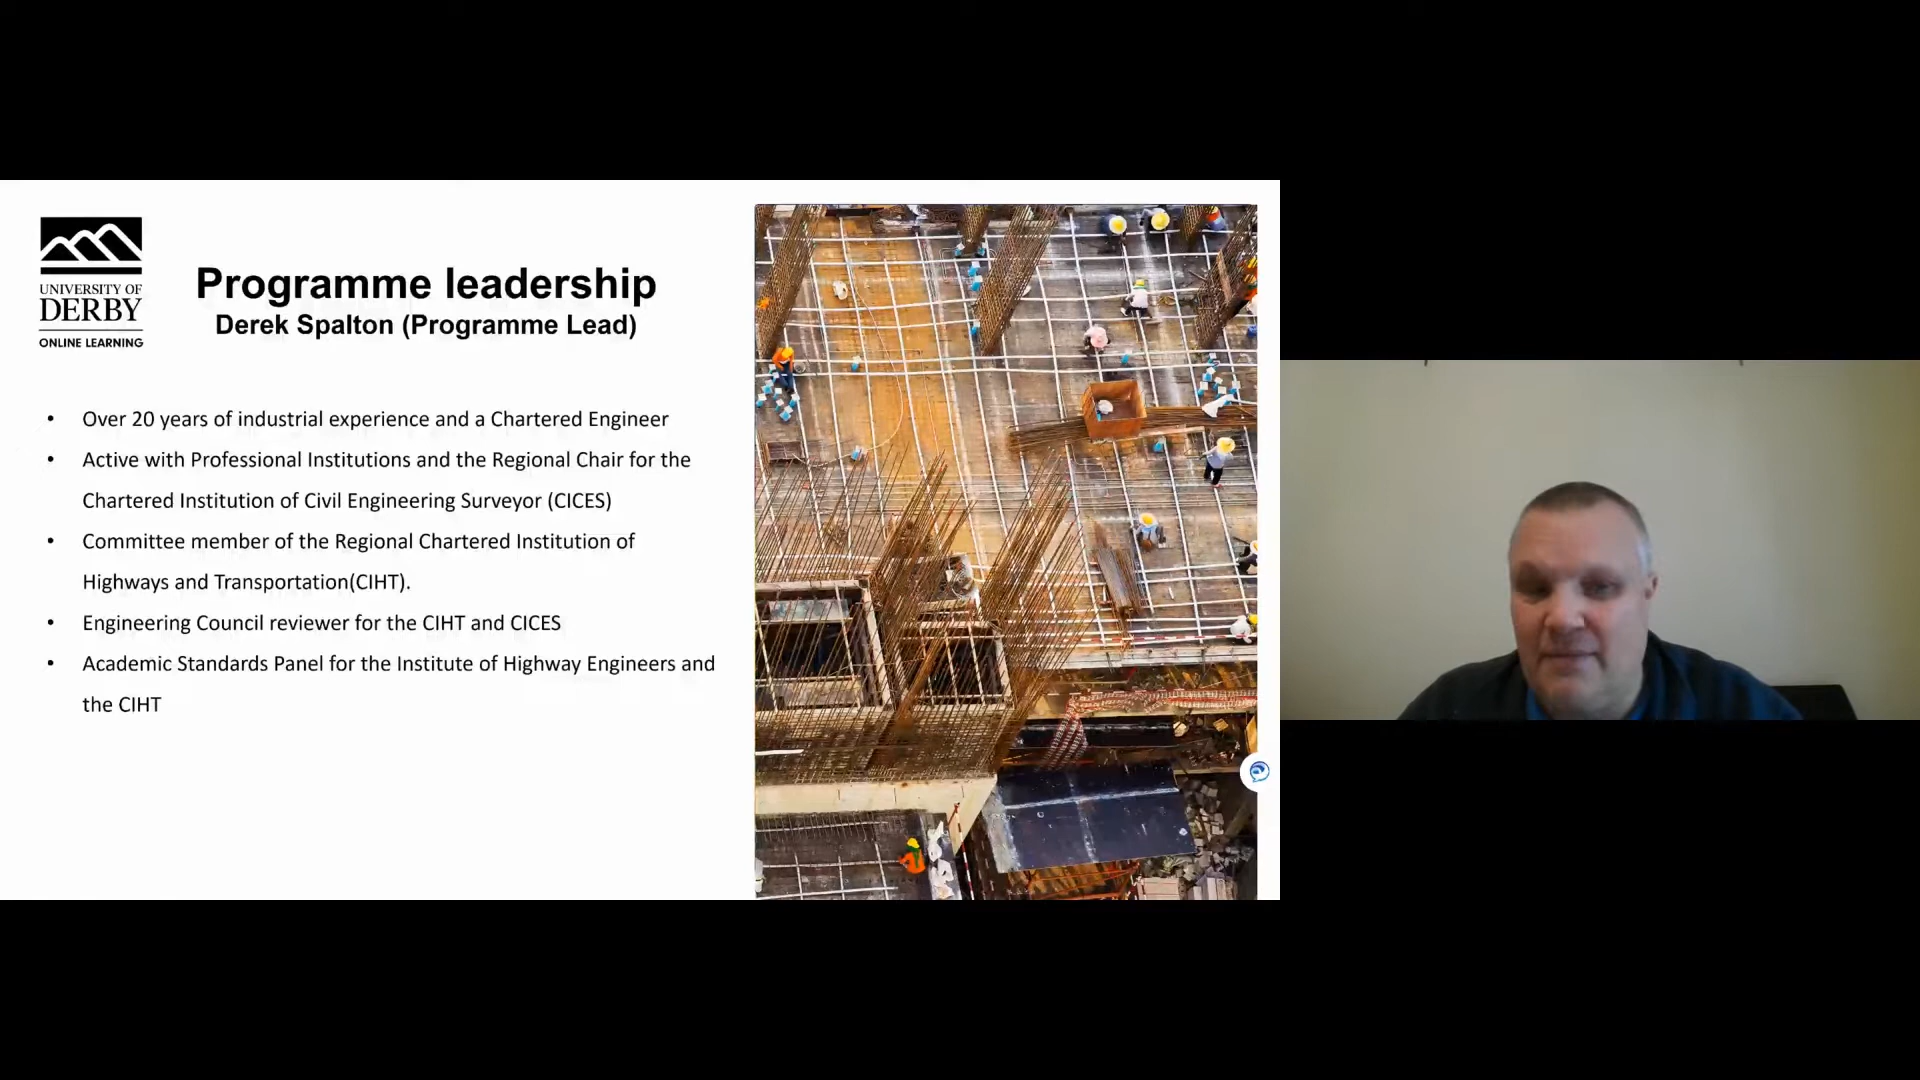 UNIVERSITY OF
DERBY
ONLINE LEARNING
Programme leadership
Derek Spalton (Programme Lead)
• Over 20 years of industrial experience and a Chartered Engineer
• Active with Professional Institutions and the Regional Chair for the
Chartered Institution of Civil Engineering Surveyor (CICES)
• Committee member of the Regional Chartered Institution of
Highways and Transportation(CIHT).
• Engineering Council reviewer for the CIHT and CICES
• Academic Standards Panel for the Institute of Highway Engineers and
the CIHT